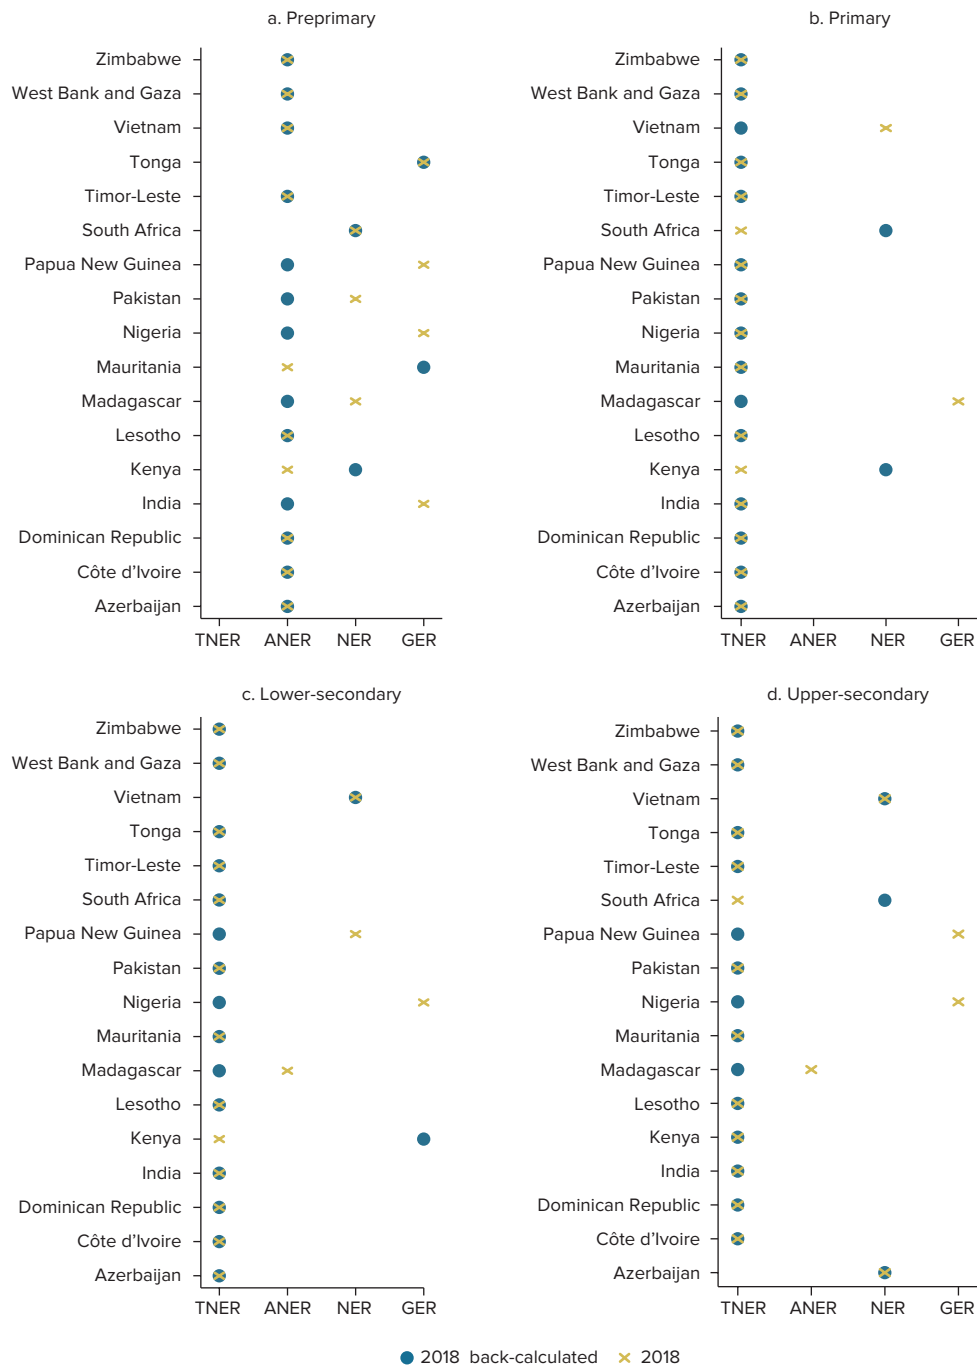 a. Preprimary
Zimbabwe
West Bank and Gaza
Vietnam
Tonga
Timor-Leste
South Africa
Papua New Guinea
Pakistan
Nigeria
Mauritania
Madagascar
Lesotho
Kenya
India
Dominican Republic
Côte d’Ivoire
Azerbaijan
TNER ANER NER GER
b. Primary
Zimbabwe
West Bank and Gaza
Vietnam
Tonga
Timor-Leste
South Africa
Papua New Guinea
Pakistan
Nigeria
Mauritania
Madagascar
Lesotho
Kenya
India
Dominican Republic
Côte d’Ivoire
Azerbaijan
TNER ANER NER GER
c. Lower-secondary
Zimbabwe
West Bank and Gaza
Vietnam
Tonga
Timor-Leste
South Africa
Papua New Guinea
Pakistan
Nigeria
Mauritania
Madagascar
Lesotho
Kenya
India
Dominican Republic
Côte d’Ivoire
Azerbaijan
TNER ANER NER GER
d. Upper-secondary
Zimbabwe
West Bank and Gaza
Vietnam
Tonga
Timor-Leste
South Africa
Papua New Guinea
Pakistan
Nigeria
Mauritania
Madagascar
Lesotho
Kenya
India
Dominican Republic
Côte d’Ivoire
Azerbaijan
TNER ANER NER GER
2018 back-calculated 2018